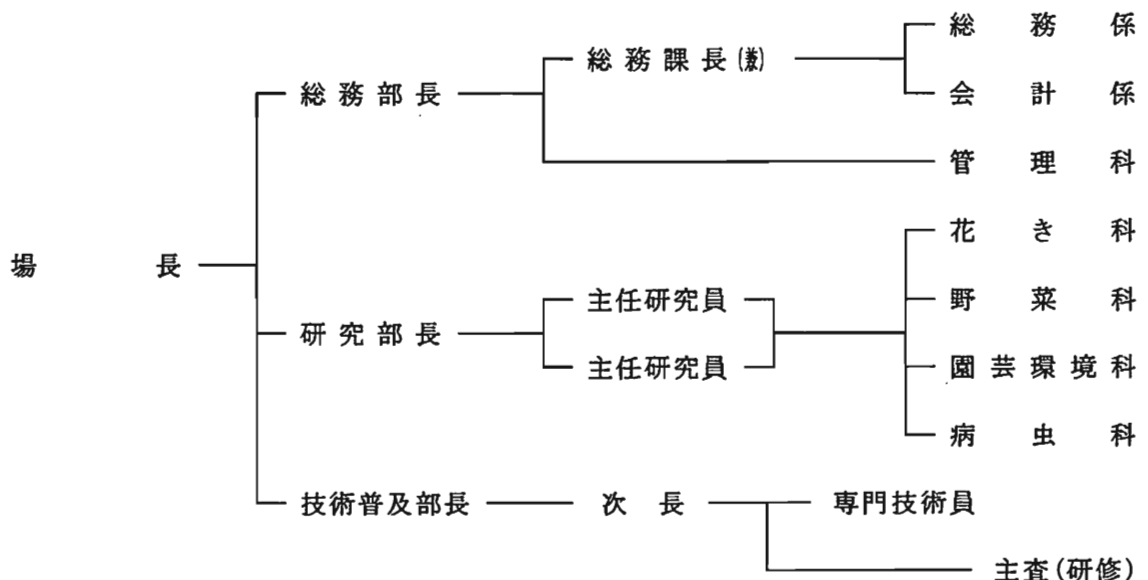 総務係
総務課長(兼)
総務部長
会計係
管理科
花き科
場長
野菜科
主任研究員
研究部長
主任研究員
園芸環境科
病虫科
技術普及部長
次長
専門技術員
主査(研修)